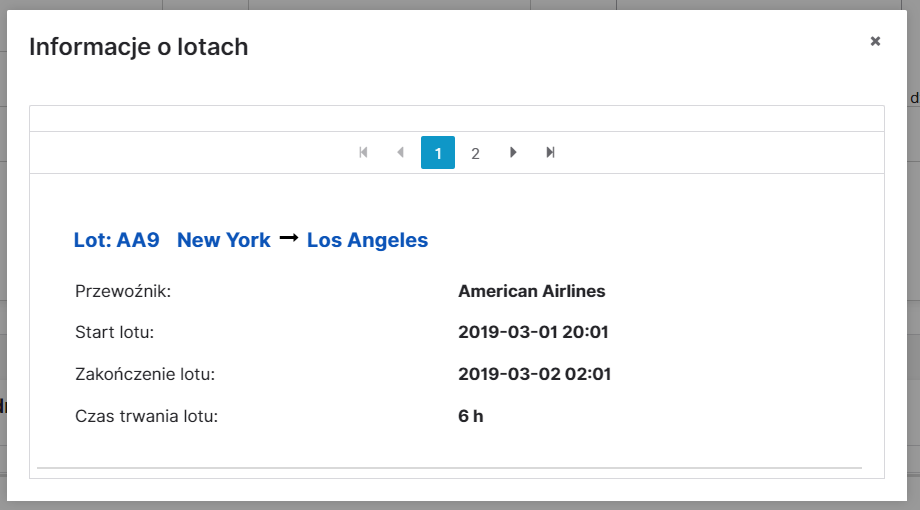 Informacje o lotach
d
1 2
Lot: AA9 New York → Los Angeles
Przewoźnik: American Airlines
Start lotu: 2019-03-01 20:01
Zakończenie lotu: 2019-03-02 02:01
Czas trwania lotu: 6 h